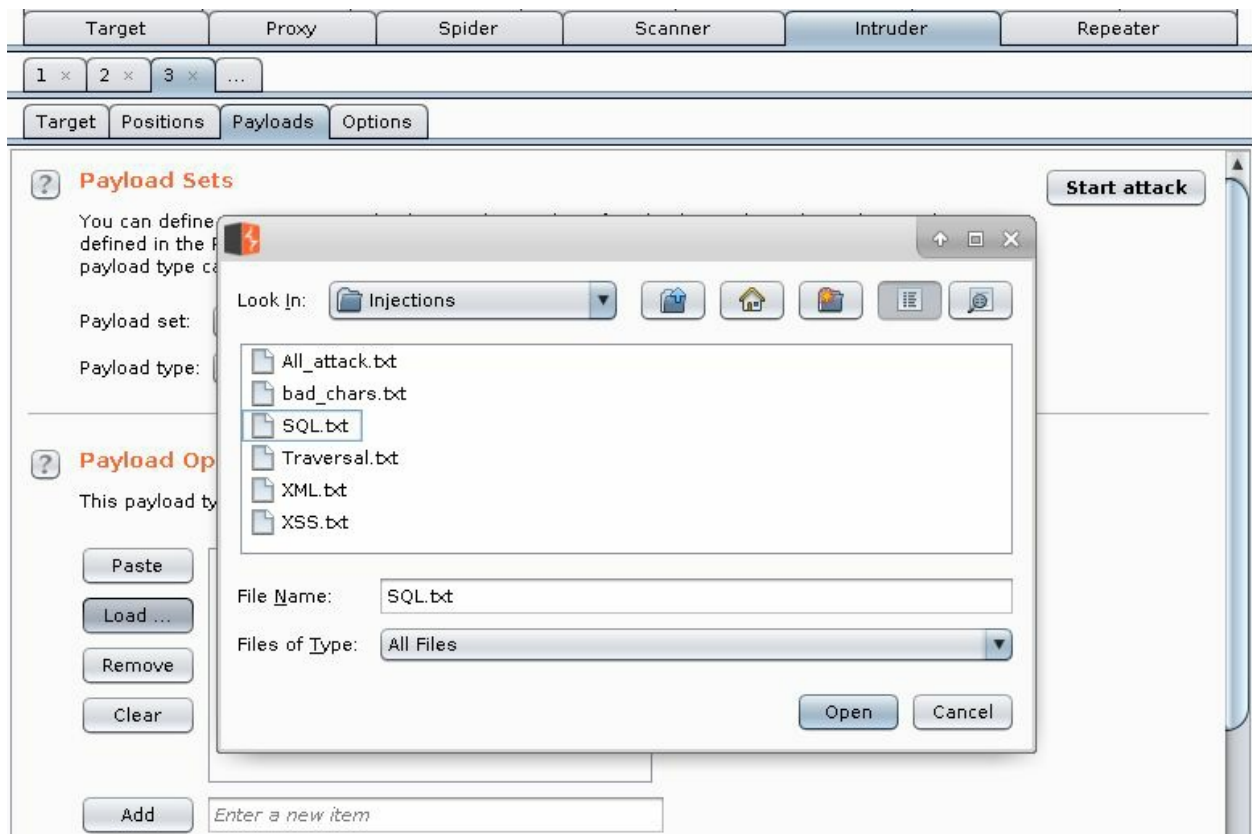 Target Proxy Spider Scanner Intruder Repeater
1 × 2 × 3 × ...
Target Positions Payloads Options
Payload Sets
Start attack
You can define
defined in the
payload type
Payload set:
Payload type:
Look In: Injections
All_attack.txt
bad_chars.txt
SQL.txt
Traversal.txt
XML.txt
XSS.txt
File Name: SQL.txt
Files of Type: All Files
Open Cancel
Payload Op
This payload ty
Paste
Load ...
Remove
Clear
Add Enter a new item